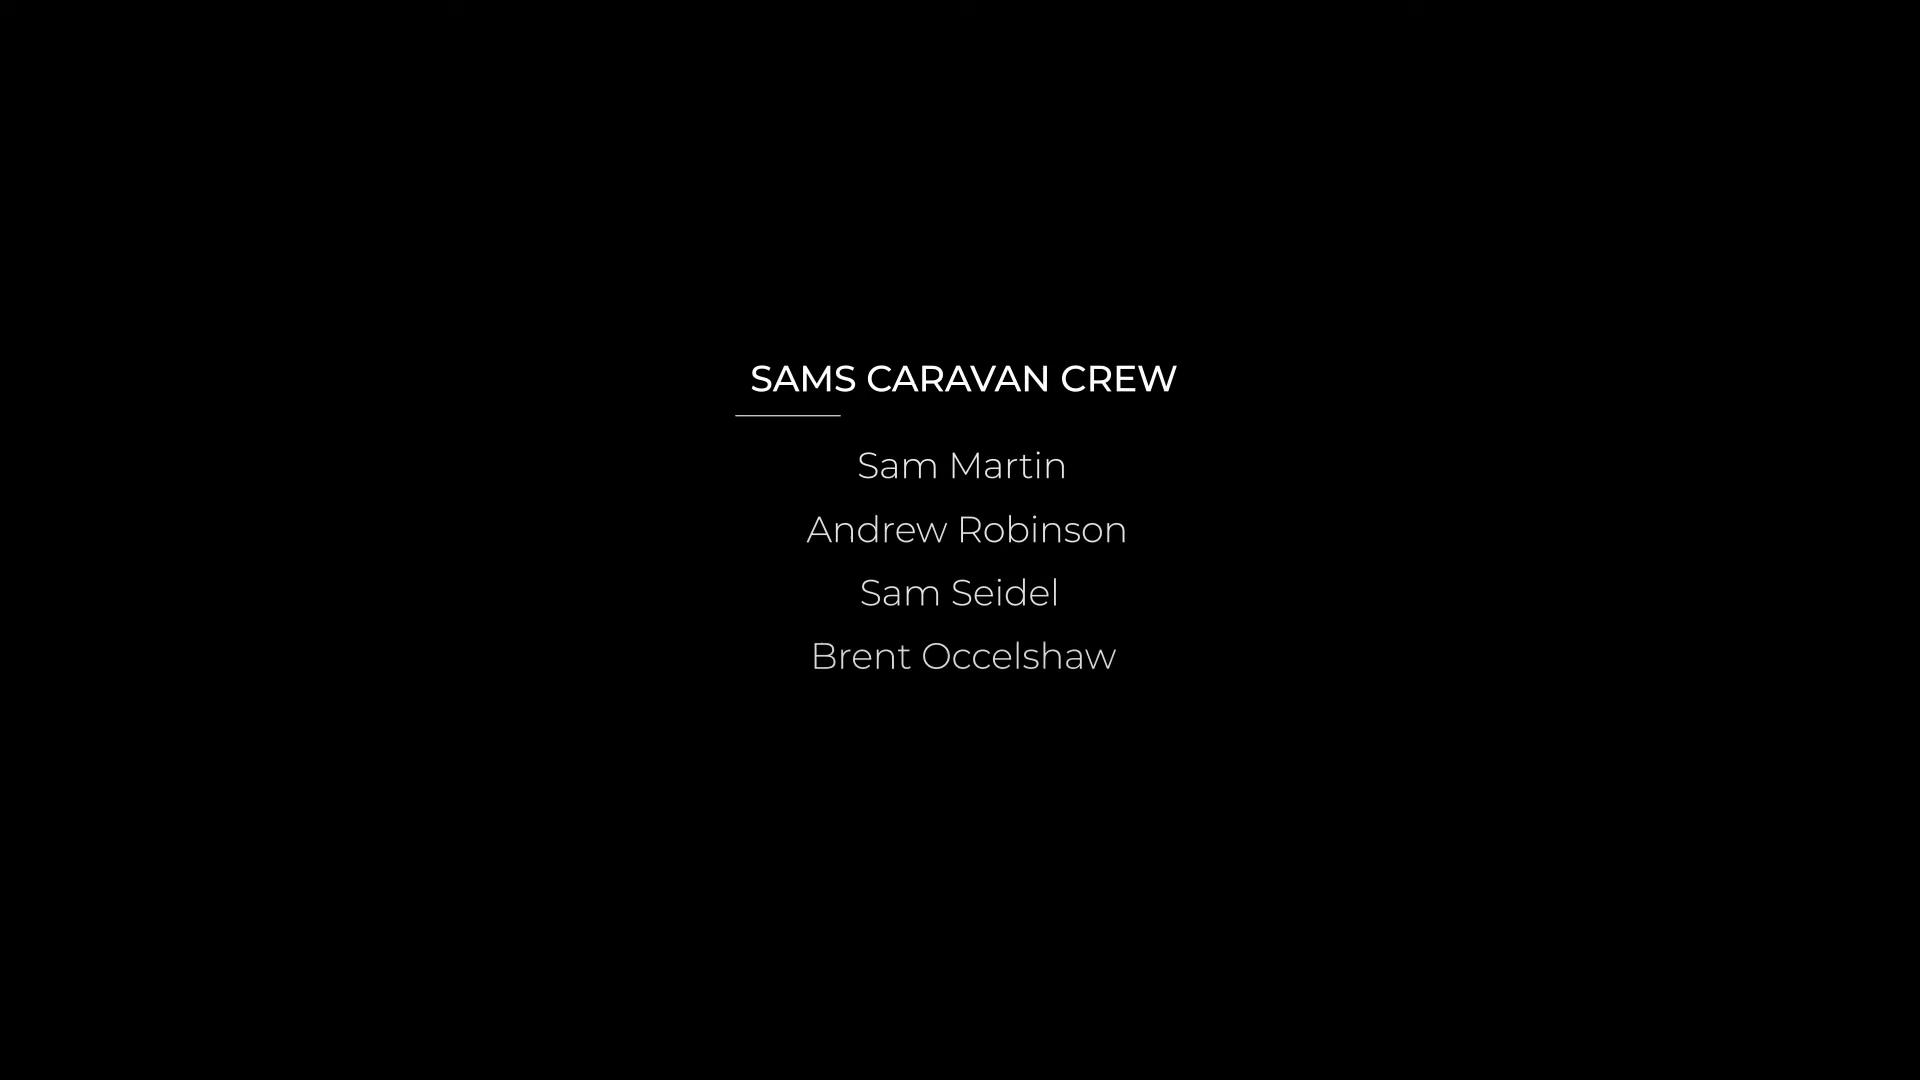 SAMS CARAVAN CREW
Sam Martin
Andrew Robinson
Sam Seidel
Brent Occelshaw